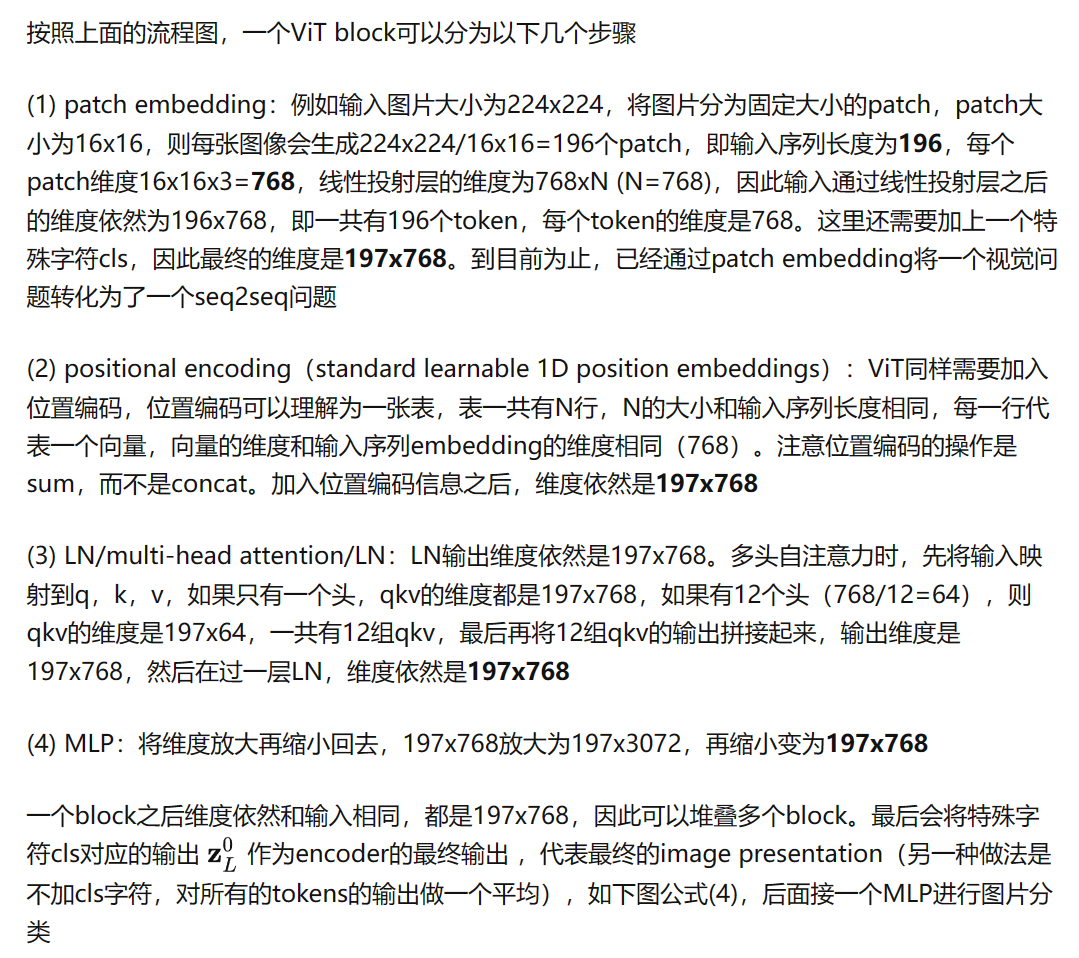 按照上面的流程图，一个ViT block可以分为以下几个步骤
(1) patch embedding：例如输入图片大小为224x224，将图片分为固定大小的patch，patch大
小为16x16，则每张图像会生成224x224/16x16=196个patch，即输入序列长度为196，每个
patch维度16x16x3=768，线性投射层的维度为768xN (N=768)，因此输入通过线性投射层之后
的维度依然为196x768，即一共有196个token，每个token的维度是768。这里还需要加上一个特
殊字符cls，因此最终的维度是197x768。到目前为止，已经通过patch embedding将一个视觉问
题转化为了一个seq2seq问题
(2) positional encoding（standard learnable 1D position embeddings）：ViT同样需要加入
位置编码，位置编码可以理解为一张表，表一共有N行，N的大小和输入序列长度相同，每一行代
表一个向量，向量的维度和输入序列embedding的维度相同（768）。注意位置编码的操作是
sum，而不是concat。加入位置编码信息之后，维度依然是197x768
(3) LN/multi-head attention/LN：LN输出维度依然是197x768。多头自注意力时，先将输入映
射到q，k，v，如果只有一个头，qkv的维度都是197x768，如果有12个头（768/12=64），则
qkv的维度是197x64，一共有12组qkv，最后再将12组qkv的输出拼接起来，输出维度是
197x768，然后在过一层LN，维度依然是197x768
(4) MLP：将维度放大再缩小回去，197x768放大为197x3072，再缩小变为197x768
一个block之后维度依然和输入相同，都是197x768，因此可以堆叠多个block。最后会将特殊字
符cls对应的输出 𝐳_L^0 作为encoder的最终输出 ，代表最终的image presentation（另一种做法是
不加cls字符，对所有的tokens的输出做一个平均），如下图公式(4)，后面接一个MLP进行图片分
类